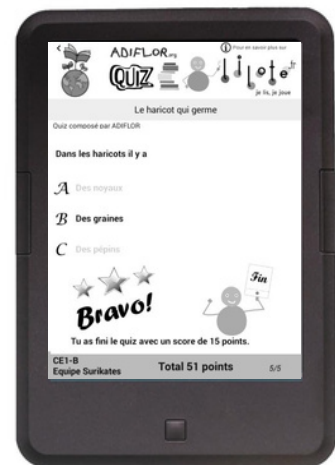 ADIFLOR.org
QUIZ
Pour en savoir plus sur
Lilote.fr
je lis, je joue
Le haricot qui germe
Quiz composé par ADIFLOR
Dans les haricots il y a
A Des noyaux
B Des graines
C Des pépins
Bravo!
Fin
Tu as fini le quiz avec un score de 15 points.
CE1-B
Equipe Surikates
Total 51 points
5/5